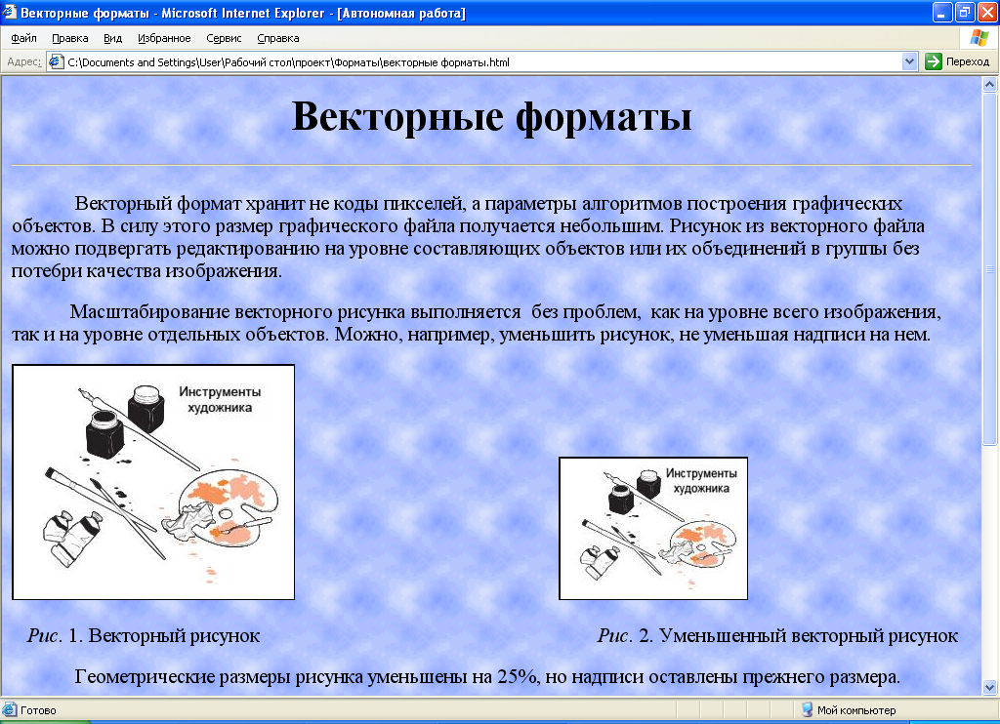 Векторные форматы - Microsoft Internet Explorer - [Автономная работа]
Файл Правка Вид Избранное Сервис Справка
Адрес: C:\Documents and Settings\User\Рабочий стол\проект\Форматы\векторные форматы.html Переход
Векторные форматы
Векторный формат хранит не коды пикселей, а параметры алгоритмов построения графических
объектов. В силу этого размер графического файла получается небольшим. Рисунок из векторного файла
можно подвергать редактированию на уровне составляющих объектов или их объединений в группы без
потебри качества изображения.
Масштабирование векторного рисунка выполняется без проблем, как на уровне всего изображения,
так и на уровне отдельных объектов. Можно, например, уменьшить рисунок, не уменьшая надписи на нем.
Инструменты
художника
Инструменты
художника
Рис. 1. Векторный рисунок
Рис. 2. Уменьшенный векторный рисунок
Геометрические размеры рисунка уменьшены на 25%, но надписи оставлены прежнего размера.
Готово
Мой компьютер